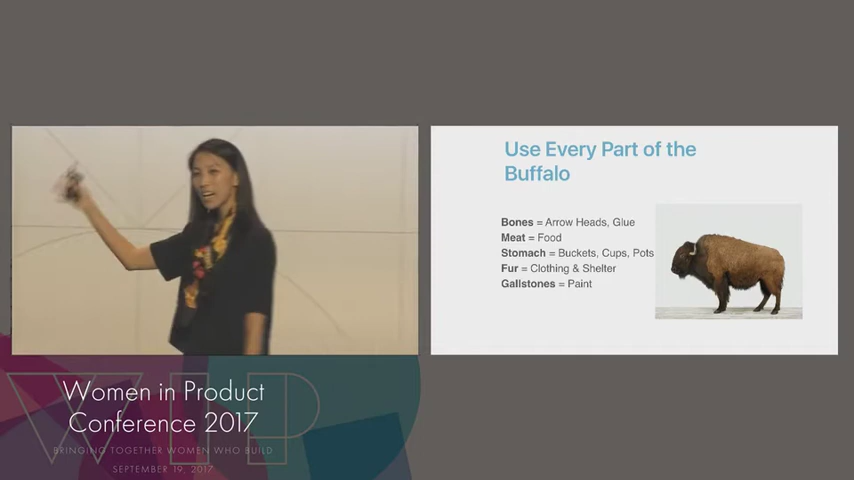 Use Every Part of the
Buffalo
Bones = Arrow Heads, Glue
Meat = Food
Stomach = Buckets, Cups, Pots
Fur = Clothing & Shelter
Gallstones = Paint
WIP
Women in Product
Conference 2017
BRINGING TOGETHER WOMEN WHO BUILD
SEPTEMBER 19, 2017